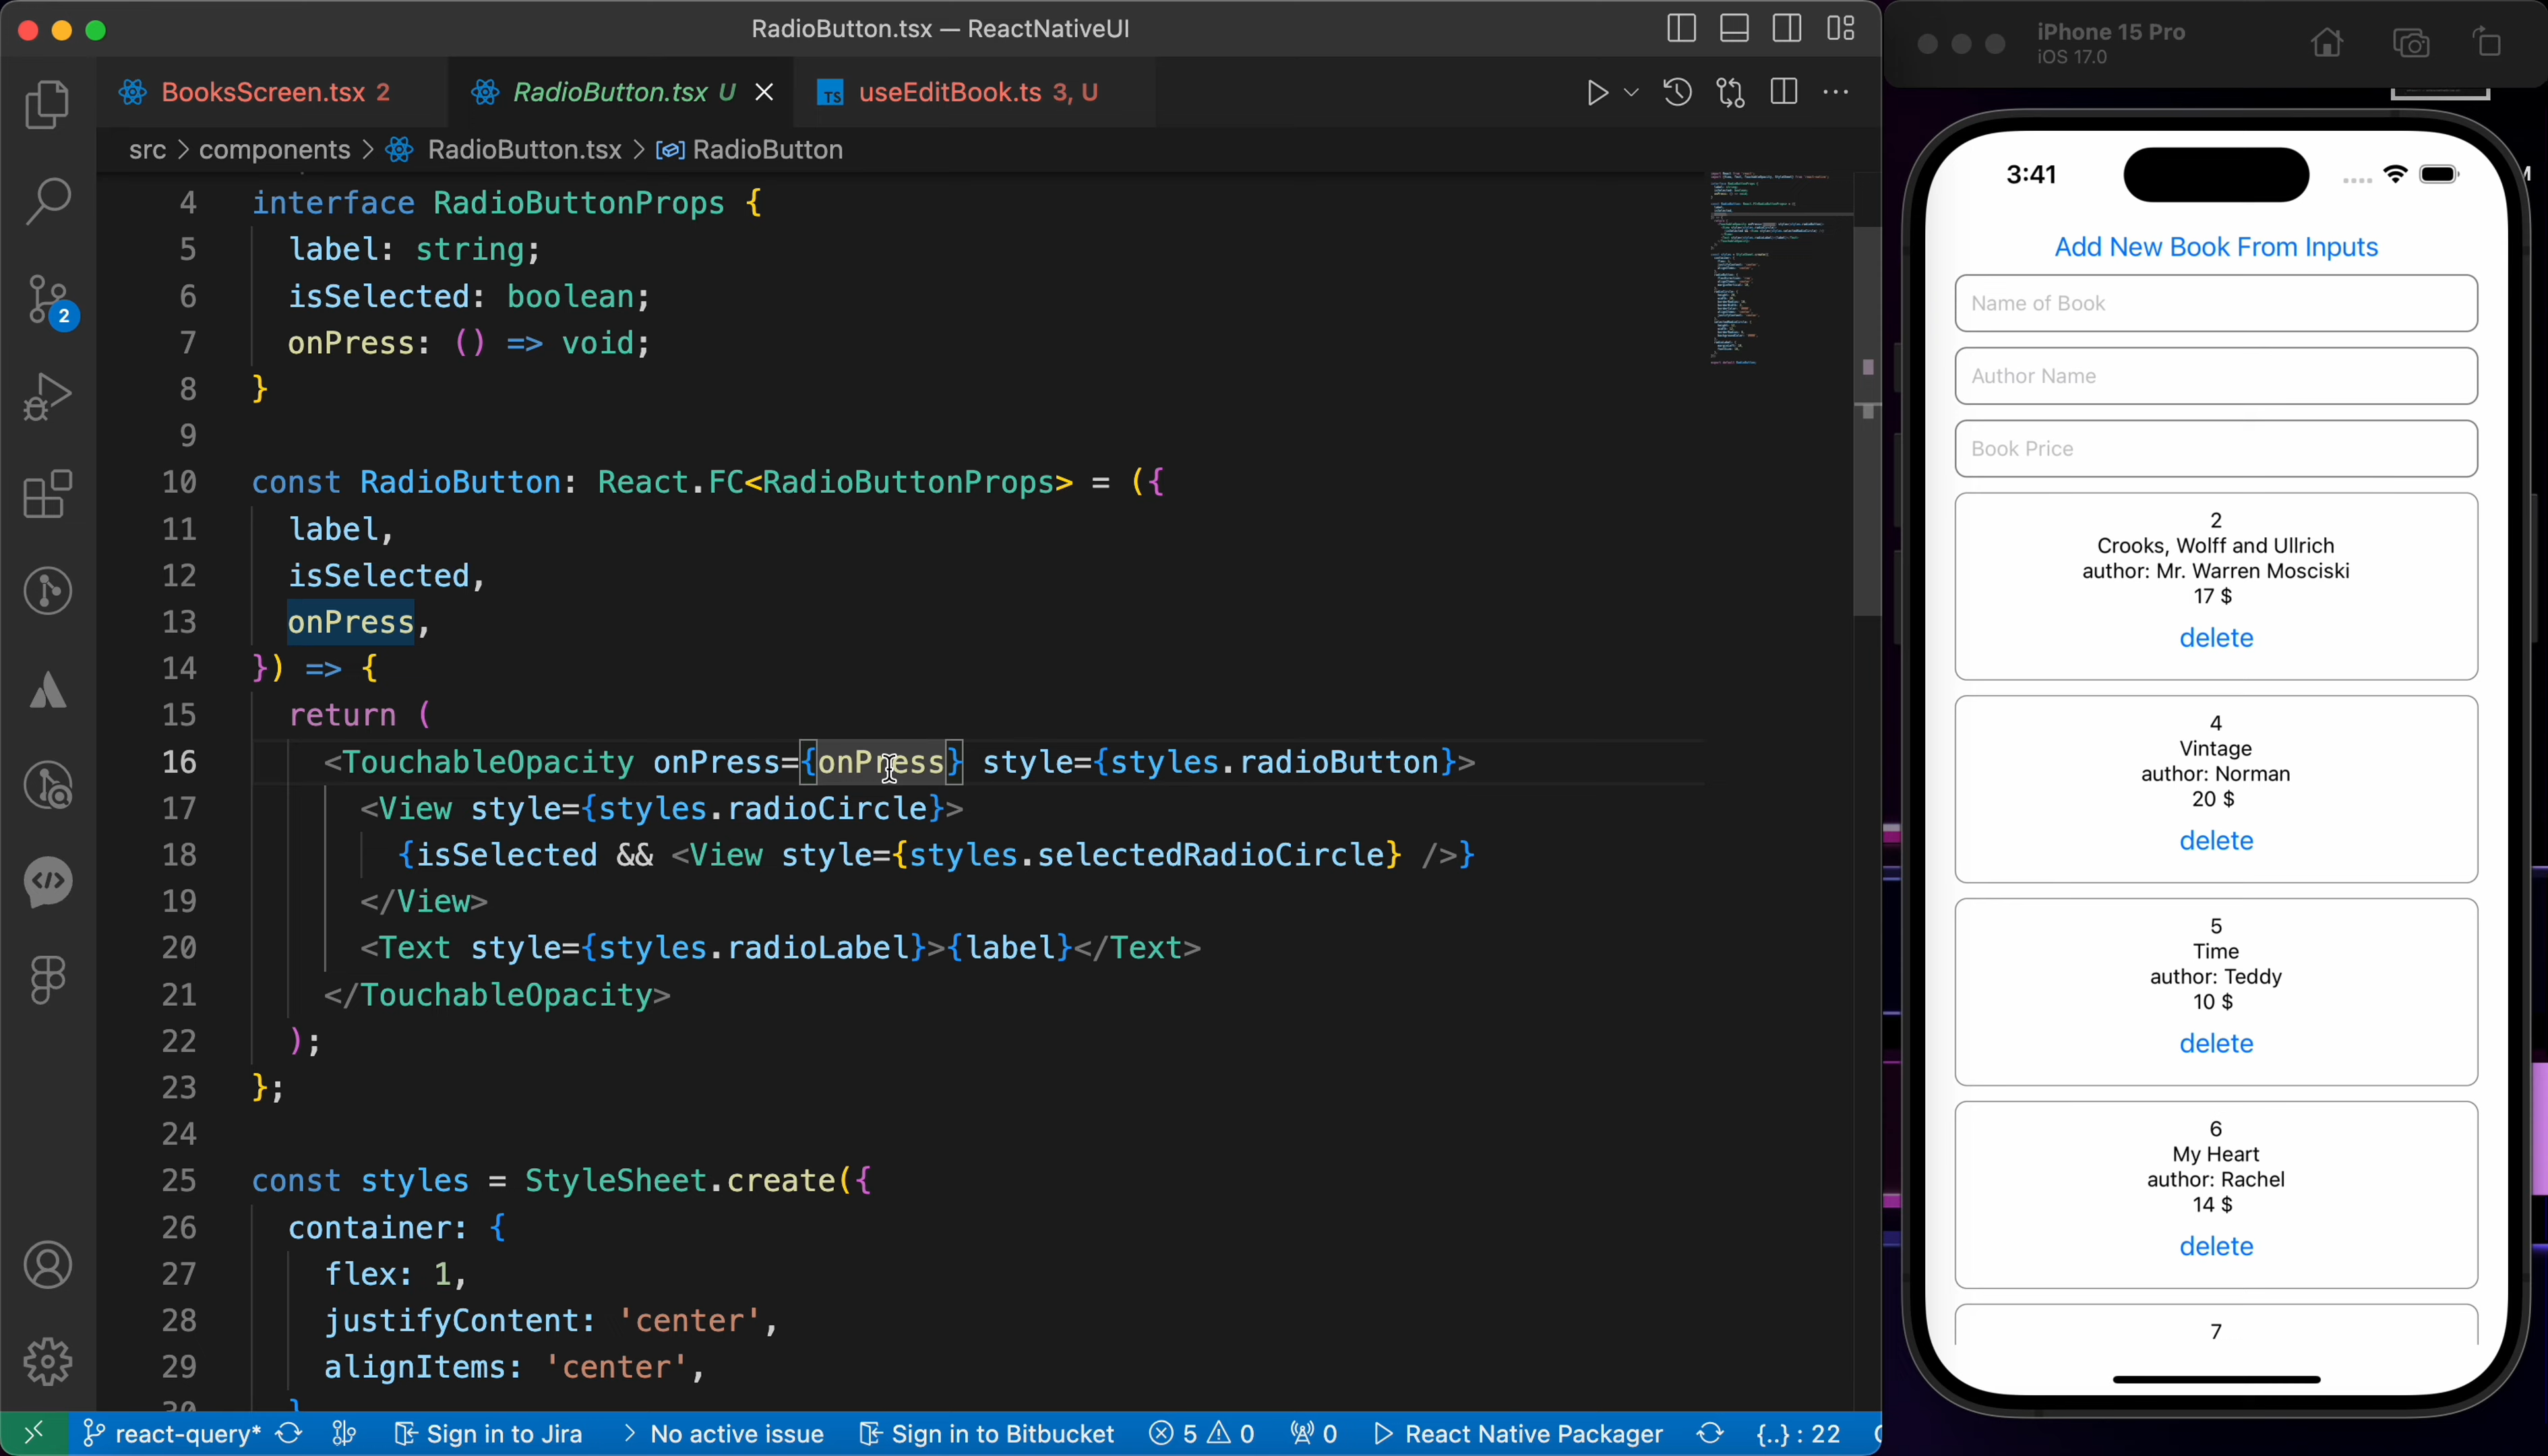 RadioButton.tsx — ReactNativeUI
BooksScreen.tsx 2
RadioButton.tsx U
TS useEditBook.ts 3, U
src > components > RadioButton.tsx > RadioButton
4 interface RadioButtonProps {
5 label: string;
6 isSelected: boolean;
7 onPress: () => void;
8 }
9
10 const RadioButton: React.FC<RadioButtonProps> = ({
11 label,
12 isSelected,
13 onPress,
14 }) => {
15 return (
16 <TouchableOpacity onPress={onPress} style={styles.radioButton}>
17 <View style={styles.radioCircle}>
18 {isSelected && <View style={styles.selectedRadioCircle} />}
19 </View>
20 <Text style={styles.radioLabel}>{label}</Text>
21 </TouchableOpacity>
22 );
23 };
24
25 const styles = StyleSheet.create({
26 container: {
27 flex: 1,
28 justifyContent: 'center',
29 alignItems: 'center',
30 }
2
react-query*
Sign in to Jira
> No active issue
Sign in to Bitbucket
5
0
0
React Native Packager
{..} : 22
iPhone 15 Pro
iOS 17.0
3:41
Add New Book From Inputs
Name of Book
Author Name
Book Price
2
Crooks, Wolff and Ullrich
author: Mr. Warren Mosciski
17 $
delete
4
Vintage
author: Norman
20 $
delete
5
Time
author: Teddy
10 $
delete
6
My Heart
author: Rachel
14 $
delete
7